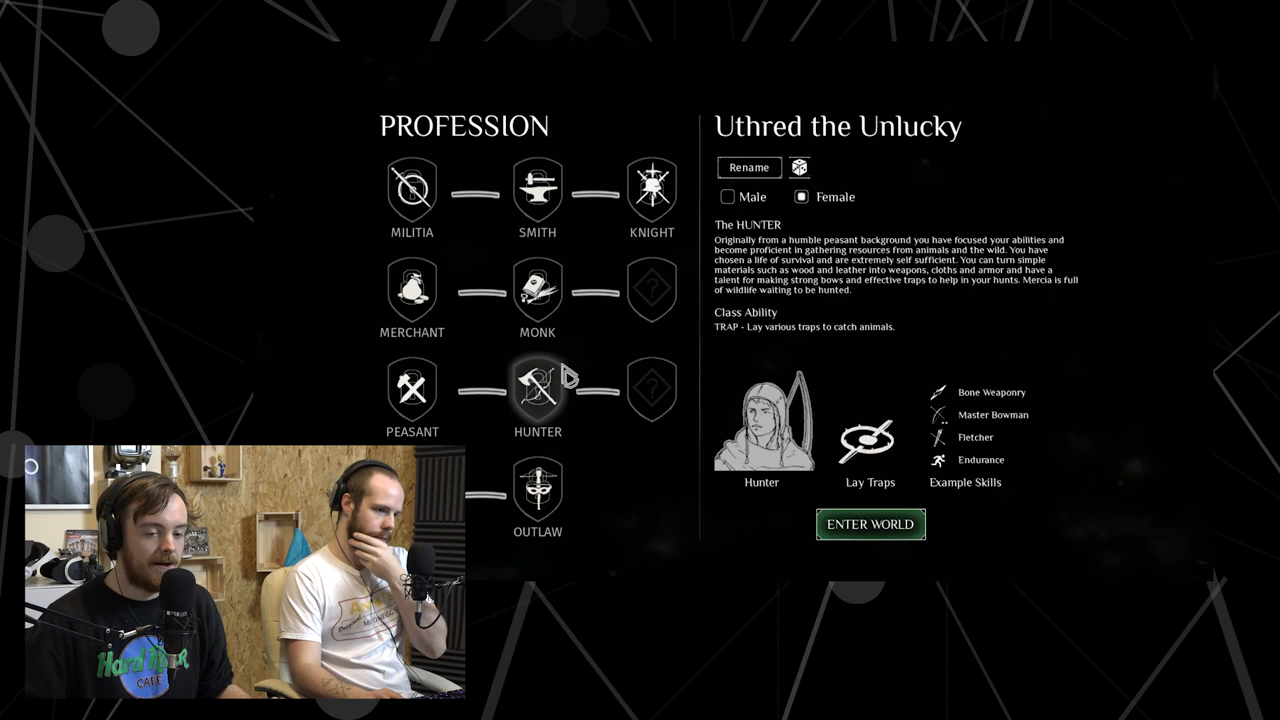 PROFESSION
MILITIA
SMITH
KNIGHT
MERCHANT
MONK
?
PEASANT
HUNTER
?
OUTLAW
Uthred the Unlucky
Rename
Male
Female
The HUNTER
Originally from a humble peasant background you have focused your abilities and
become proficient in gathering resources from animals and the wild. You have
chosen a life of survival and are extremely self sufficient. You can turn simple
materials such as wood and leather into weapons, cloths and armor and have a
talent for making strong bows and effective traps to help in your hunts. Mercia is full
of wildlife waiting to be hunted.
Class Ability
TRAP - Lay various traps to catch animals.
Bone Weaponry
Master Bowman
Fletcher
Endurance
Hunter
Lay Traps
Example Skills
ENTER WORLD
Hard Rock
CAFE
Original